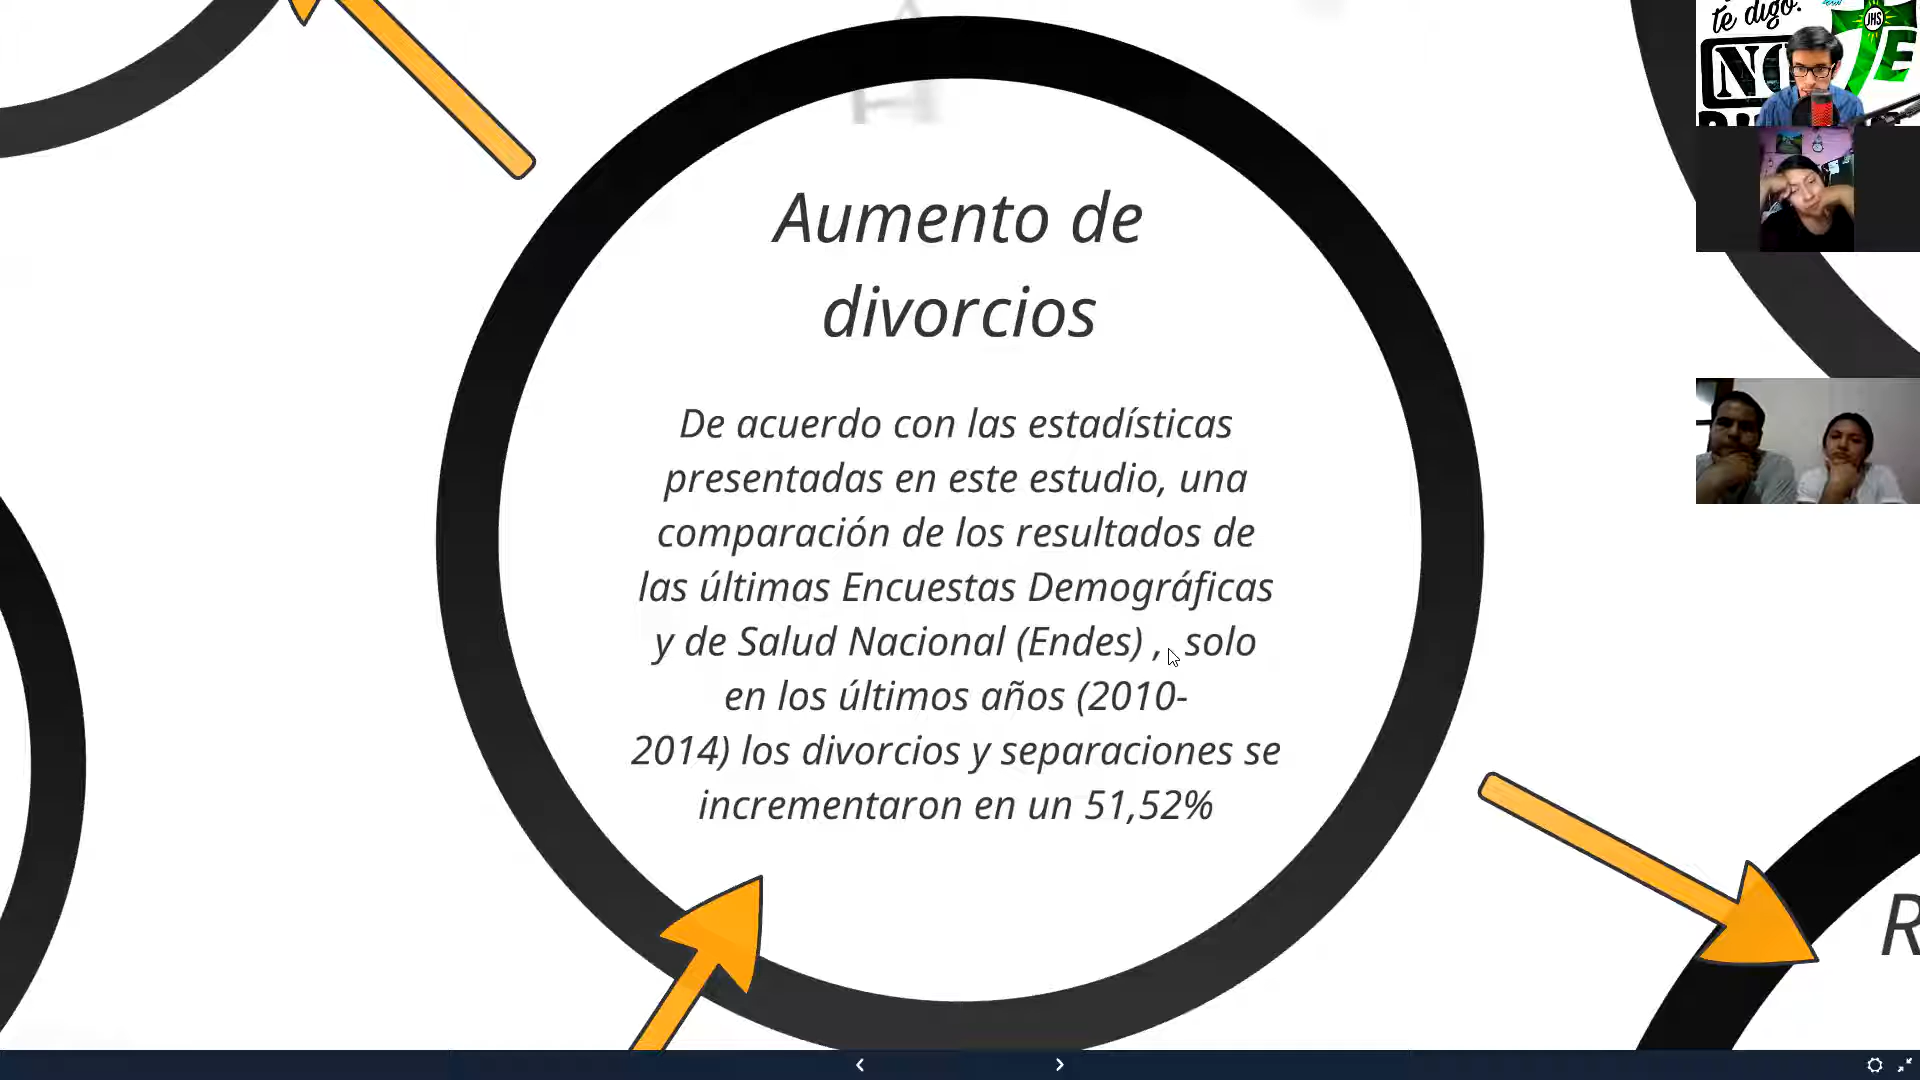 Aumento de
divorcios
De acuerdo con las estadísticas
presentadas en este estudio, una
comparación de los resultados de
las últimas Encuestas Demográficas
y de Salud Nacional (Endes) , solo
en los últimos años (2010-
2014) los divorcios y separaciones se
incrementaron en un 51,52%
R
te digo.
JHS
E